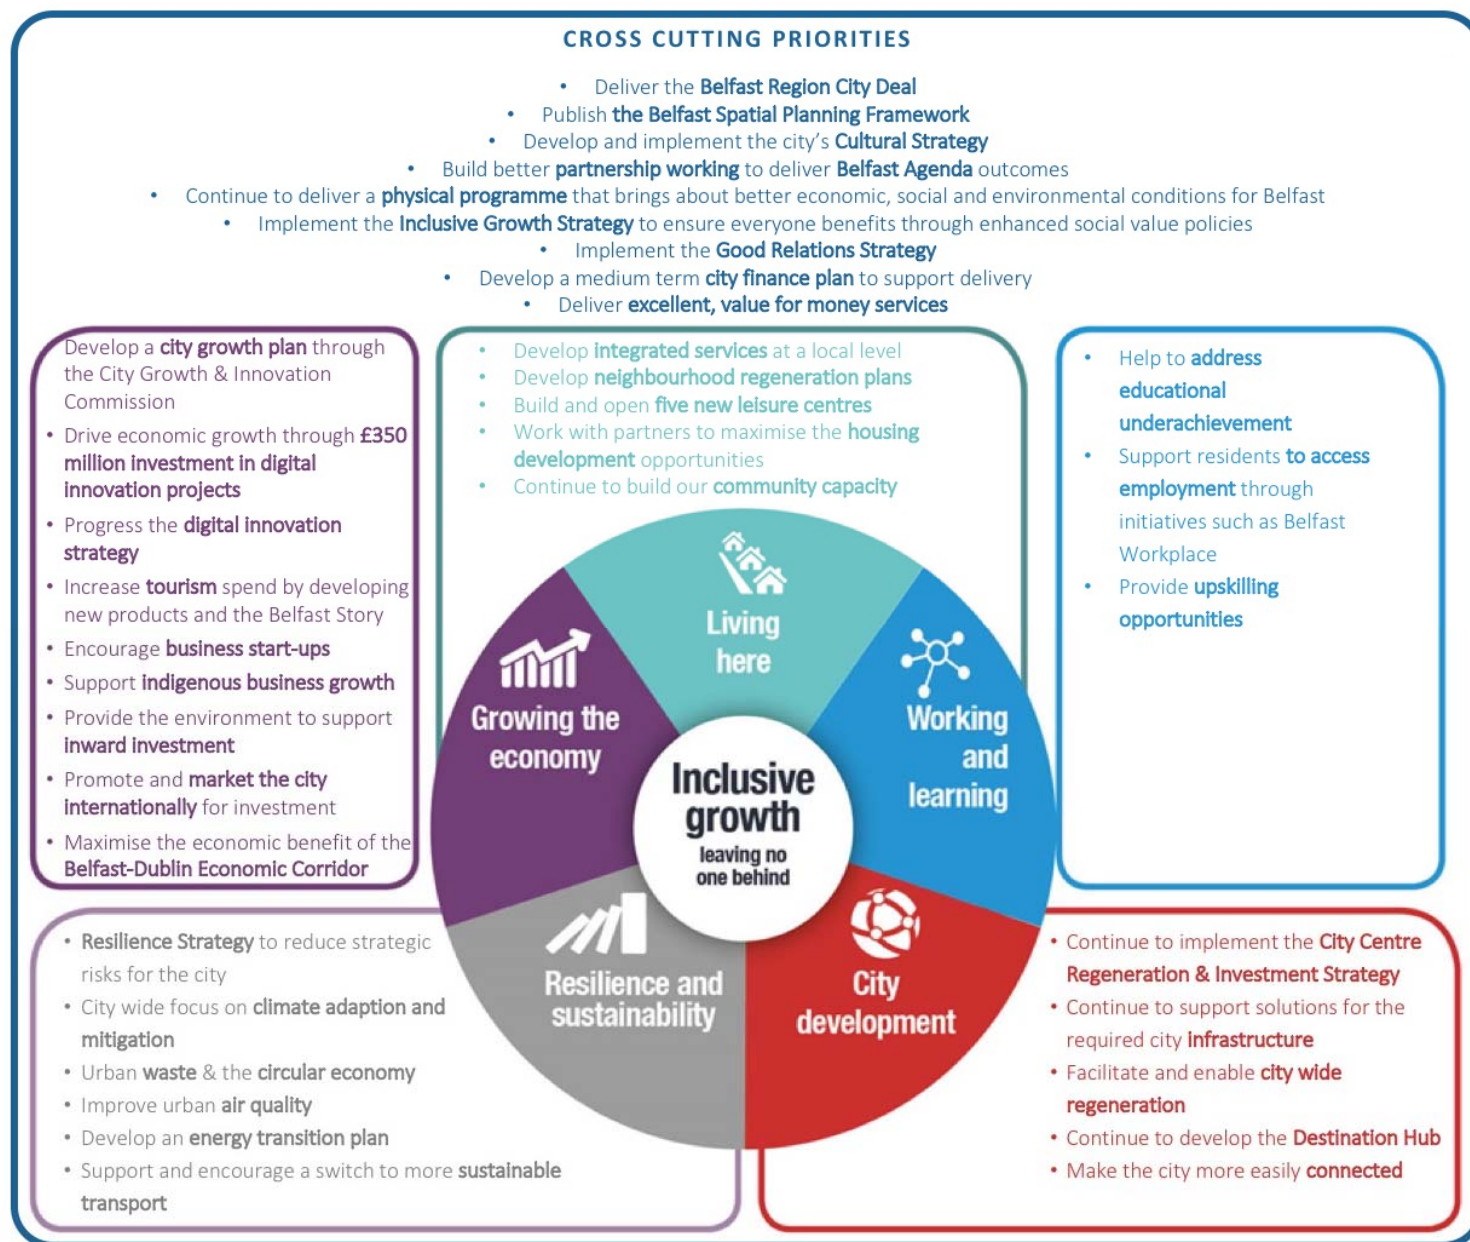 CROSS CUTTING PRIORITIES
• Deliver the Belfast Region City Deal
• Publish the Belfast Spatial Planning Framework
• Develop and implement the city's Cultural Strategy
• Build better partnership working to deliver Belfast Agenda outcomes
• Continue to deliver a physical programme that brings about better economic, social and environmental conditions for Belfast
• Implement the Inclusive Growth Strategy to ensure everyone benefits through enhanced social value policies
• Implement the Good Relations Strategy
• Develop a medium term city finance plan to support delivery
• Deliver excellent, value for money services
Develop a city growth plan through
the City Growth & Innovation
Commission
• Drive economic growth through £350
million investment in digital
innovation projects
• Progress the digital innovation
strategy
• Increase tourism spend by developing
new products and the Belfast Story
• Encourage business start-ups
• Support indigenous business growth
• Provide the environment to support
inward investment
• Promote and market the city
internationally for investment
• Maximise the economic benefit of the
Belfast-Dublin Economic Corridor
• Develop integrated services at a local level
• Develop neighbourhood regeneration plans
• Build and open five new leisure centres
• Work with partners to maximise the housing
development opportunities
• Continue to build our community capacity
• Help to address
educational
underachievement
• Support residents to access
employment through
initiatives such as Belfast
Workplace
• Provide upskilling
opportunities
Living
here
Growing the
economy
Working
and
learning
Inclusive
growth
leaving no
one behind
Resilience and
sustainability
City
development
• Resilience Strategy to reduce strategic
risks for the city
• City wide focus on climate adaption and
mitigation
• Urban waste & the circular economy
• Improve urban air quality
• Develop an energy transition plan
• Support and encourage a switch to more sustainable
transport
• Continue to implement the City Centre
Regeneration & Investment Strategy
• Continue to support solutions for the
required city infrastructure
• Facilitate and enable city wide
regeneration
• Continue to develop the Destination Hub
• Make the city more easily connected